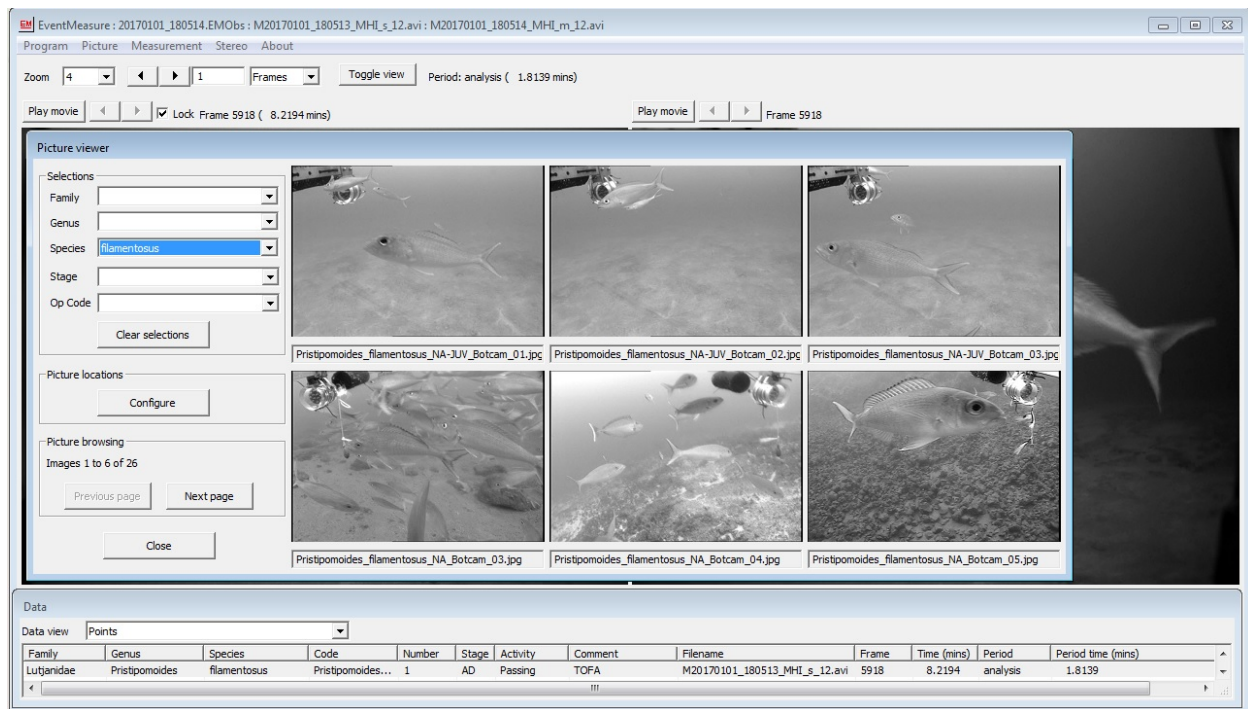 EventMeasure : 20170101_180514.EMObs : M20170101_180513_MHI_s_12.avi : M20170101_180514_MHI_m_12.avi
Program Picture Measurement Stereo About
Zoom 4 1 Frames Toggle view Period: analysis ( 1.8139 mins)
Play movie Lock Frame 5918 ( 8.2194 mins) Play movie Frame 5918
Picture viewer
Selections
Family
Genus
Species filamentosus
Stage
Op Code
Clear selections
Pristipomoides_filamentosus_NA-JUV_Botcam_01.jpg Pristipomoides_filamentosus_NA-JUV_Botcam_02.jpg Pristipomoides_filamentosus_NA-JUV_Botcam_03.jpg
Picture locations
Configure
Picture browsing
Images 1 to 6 of 26
Previous page Next page
Close
Pristipomoides_filamentosus_NA_Botcam_03.jpg Pristipomoides_filamentosus_NA_Botcam_04.jpg Pristipomoides_filamentosus_NA_Botcam_05.jpg
Data
Data view Points
Family Genus Species Code Number Stage Activity Comment Filename Frame Time (mins) Period Period time (mins)
Lutjanidae Pristipomoides filamentosus Pristipomoides... 1 AD Passing TOFA M20170101_180513_MHI_s_12.avi 5918 8.2194 analysis 1.8139